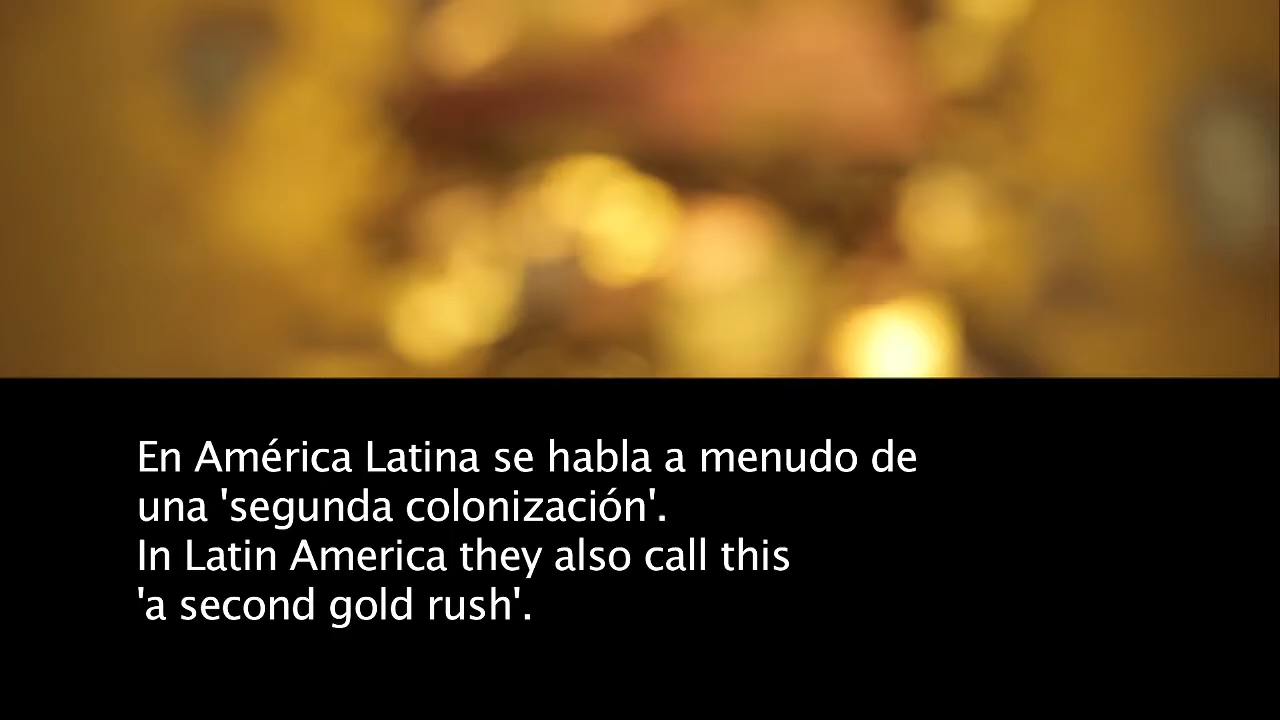 En América Latina se habla a menudo de
una 'segunda colonización'.
In Latin America they also call this
'a second gold rush'.